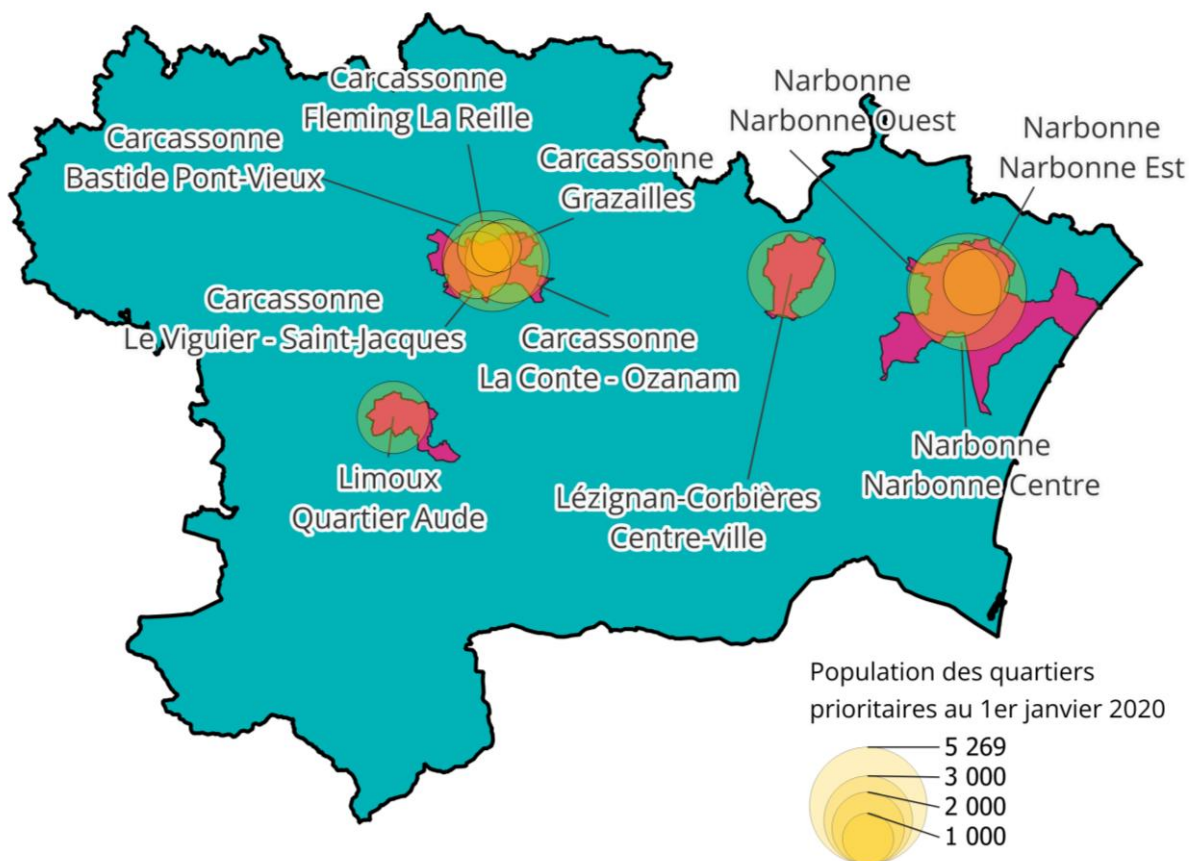 Carcassonne
Fleming La Reille
Narbonne
Narbonne Ouest
Narbonne
Narbonne Est
Carcassonne
Bastide Pont-Vieux
Carcassonne
Grazailles
Carcassonne
Le Viguier - Saint-Jacques
Carcassonne
La Conte - Ozanam
Limoux
Quartier Aude
Lézignan-Corbières
Centre-ville
Narbonne
Narbonne Centre
Population des quartiers
prioritaires au 1er janvier 2020
5 269
3 000
2 000
1 000